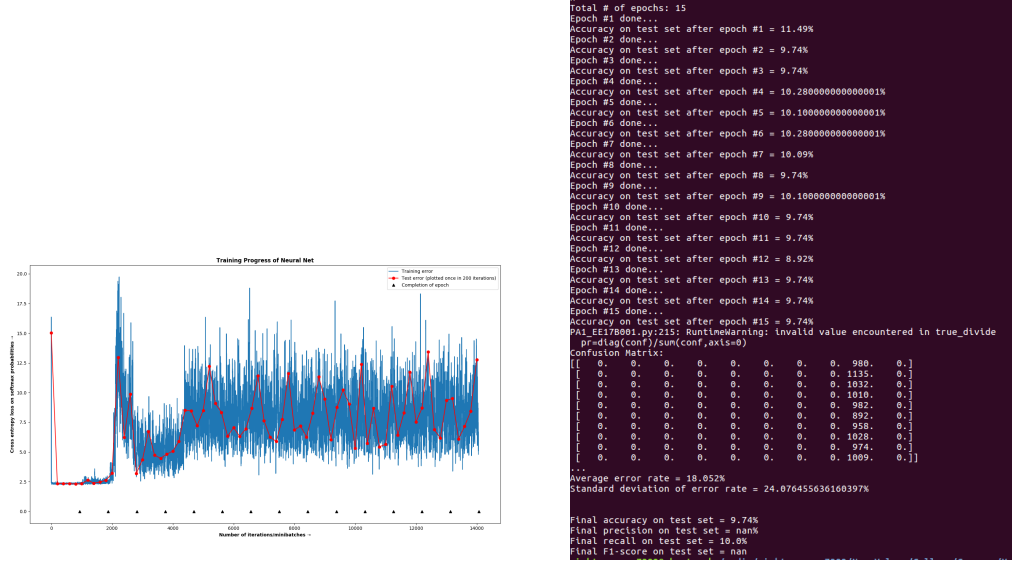 Training Progress of Neural Net
Training error
Test error (plotted once in 200 iterations)
Completion of epoch
Cross entropy loss on softmax probabilities →
20.0
17.5
15.0
12.5
10.0
7.5
5.0
2.5
0.0
0 2000 4000 6000 8000 10000 12000 14000
Number of iterations/minibatches →
Total # of epochs: 15
Epoch #1 done...
Accuracy on test set after epoch #1 = 11.49%
Epoch #2 done...
Accuracy on test set after epoch #2 = 9.74%
Epoch #3 done...
Accuracy on test set after epoch #3 = 9.74%
Epoch #4 done...
Accuracy on test set after epoch #4 = 10.280000000000001%
Epoch #5 done...
Accuracy on test set after epoch #5 = 10.100000000000001%
Epoch #6 done...
Accuracy on test set after epoch #6 = 10.280000000000001%
Epoch #7 done...
Accuracy on test set after epoch #7 = 10.09%
Epoch #8 done...
Accuracy on test set after epoch #8 = 9.74%
Epoch #9 done...
Accuracy on test set after epoch #9 = 10.100000000000001%
Epoch #10 done...
Accuracy on test set after epoch #10 = 9.74%
Epoch #11 done...
Accuracy on test set after epoch #11 = 9.74%
Epoch #12 done...
Accuracy on test set after epoch #12 = 8.92%
Epoch #13 done...
Accuracy on test set after epoch #13 = 9.74%
Epoch #14 done...
Accuracy on test set after epoch #14 = 9.74%
Epoch #15 done...
Accuracy on test set after epoch #15 = 9.74%
PA1_EE17B001.py:215: RuntimeWarning: invalid value encountered in true_divide
pr=diag(conf)/sum(conf,axis=0)
Confusion Matrix:
[[ 0. 0. 0. 0. 0. 0. 0. 0. 980. 0.]
[ 0. 0. 0. 0. 0. 0. 0. 0. 1135. 0.]
[ 0. 0. 0. 0. 0. 0. 0. 0. 1032. 0.]
[ 0. 0. 0. 0. 0. 0. 0. 0. 1010. 0.]
[ 0. 0. 0. 0. 0. 0. 0. 0. 982. 0.]
[ 0. 0. 0. 0. 0. 0. 0. 0. 892. 0.]
[ 0. 0. 0. 0. 0. 0. 0. 0. 958. 0.]
[ 0. 0. 0. 0. 0. 0. 0. 0. 1028. 0.]
[ 0. 0. 0. 0. 0. 0. 0. 0. 974. 0.]
[ 0. 0. 0. 0. 0. 0. 0. 0. 1009. 0.]]
...
Average error rate = 18.052%
Standard deviation of error rate = 24.076455636160397%
Final accuracy on test set = 9.74%
Final precision on test set = nan%
Final recall on test set = 10.0%
Final F1-score on test set = nan